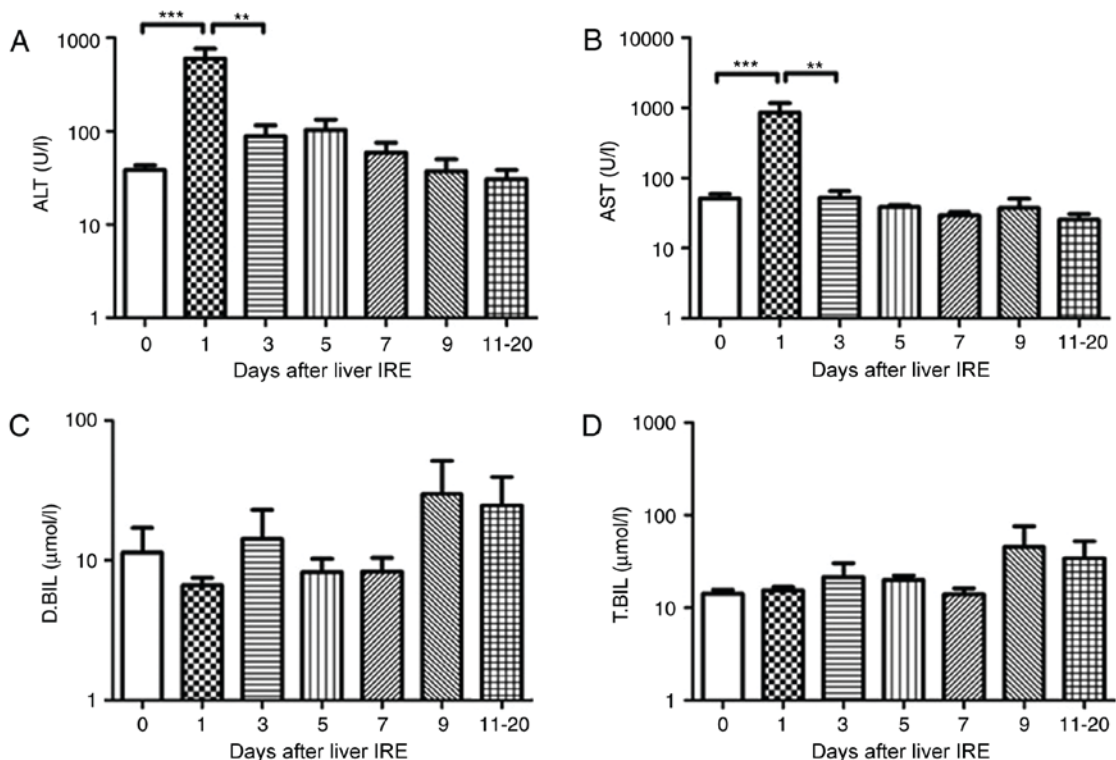 A
ALT (U/l)
1000
100
10
1
***
**
0 1 3 5 7 9 11-20
Days after liver IRE
B
AST (U/l)
10000
1000
100
10
1
***
**
0 1 3 5 7 9 11-20
Days after liver IRE
C
D.BIL (μmol/l)
100
10
1
0 1 3 5 7 9 11-20
Days after liver IRE
D
T.BIL (μmol/l)
1000
100
10
1
0 1 3 5 7 9 11-20
Days after liver IRE